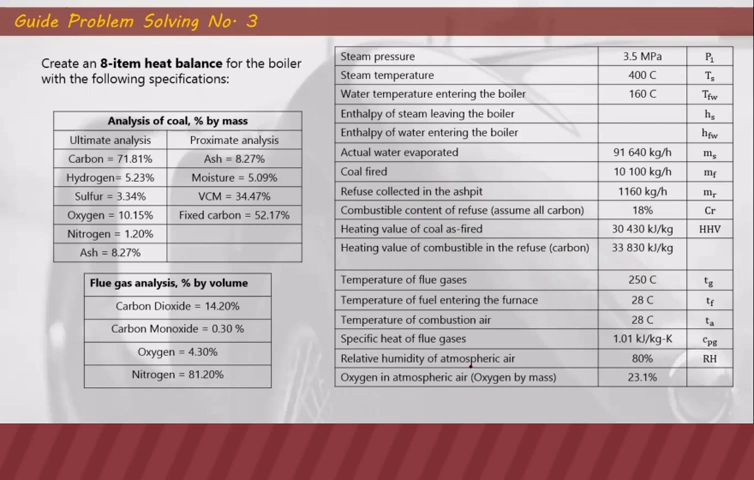 Guide Problem Solving No. 3
Create an 8-item heat balance for the boiler
with the following specifications:
Analysis of coal, % by mass
Ultimate analysis Proximate analysis
Carbon = 71.81% Ash = 8.27%
Hydrogen= 5.23% Moisture = 5.09%
Sulfur = 3.34% VCM = 34.47%
Oxygen = 10.15% Fixed carbon = 52.17%
Nitrogen = 1.20%
Ash = 8.27%
Flue gas analysis, % by volume
Carbon Dioxide = 14.20%
Carbon Monoxide = 0.30 %
Oxygen = 4.30%
Nitrogen = 81.20%
Steam pressure 3.5 MPa P₁
Steam temperature 400 C Tₛ
Water temperature entering the boiler 160 C T_fw
Enthalpy of steam leaving the boiler hₛ
Enthalpy of water entering the boiler h_fw
Actual water evaporated 91 640 kg/h mₛ
Coal fired 10 100 kg/h m_f
Refuse collected in the ashpit 1160 kg/h mᵣ
Combustible content of refuse (assume all carbon) 18% Cr
Heating value of coal as-fired 30 430 kJ/kg HHV
Heating value of combustible in the refuse (carbon) 33 830 kJ/kg
Temperature of flue gases 250 C t_g
Temperature of fuel entering the furnace 28 C t_f
Temperature of combustion air 28 C tₐ
Specific heat of flue gases 1.01 kJ/kg-K c_pg
Relative humidity of atmospheric air 80% RH
Oxygen in atmospheric air (Oxygen by mass) 23.1%